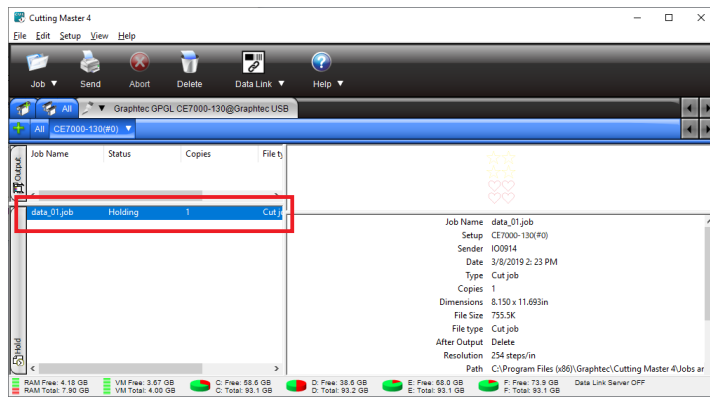 Cutting Master 4
File Edit Setup View Help
Job ▼ Send Abort Delete Data Link ▼ Help ▼
All ▼ Graphtec GPGL CE7000-130@Graphtec USB
All CE7000-130(#0) ▼
Output
Job Name Status Copies File ty
data_01.job Holding 1 Cut j
Hold
Job Name data_01.job
Setup CE7000-130(#0)
Sender IO0914
Date 3/8/2019 2: 23 PM
Type Cut job
Copies 1
Dimensions 8.150 x 11.693in
File Size 755.5K
File type Cut job
After Output Delete
Resolution 254 steps/in
Path C:\Program Files (x86)\Graphtec\Cutting Master 4\Jobs ar
RAM Free: 4.18 GB VM Free: 3.67 GB C: Free: 58.6 GB D: Free: 38.6 GB E: Free: 68.0 GB F: Free: 73.9 GB Data Link Server OFF
RAM Total: 7.90 GB VM Total: 4.00 GB C: Total: 93.1 GB D: Total: 93.2 GB E: Total: 93.1 GB F: Total: 93.1 GB